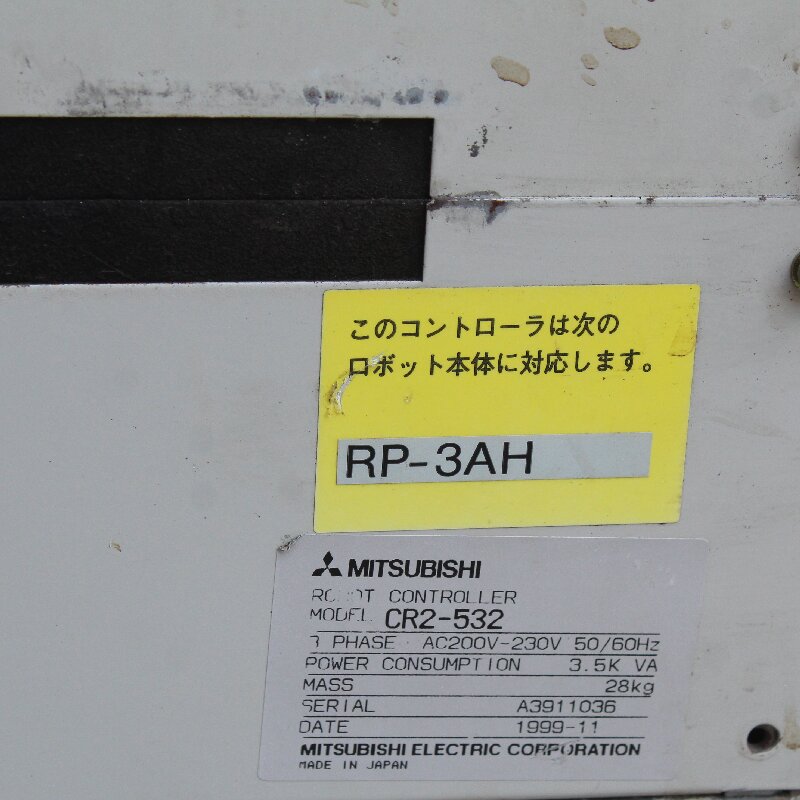 このコントローラは次の
ロボット本体に対応します。
RP-3AH
MITSUBISHI
ROBOT CONTROLLER
MODEL CR2-532
3 PHASE AC200V-230V 50/60Hz
POWER CONSUMPTION 3.5K VA
MASS 28kg
SERIAL A3911036
DATE 1999-11
MITSUBISHI ELECTRIC CORPORATION
MADE IN JAPAN